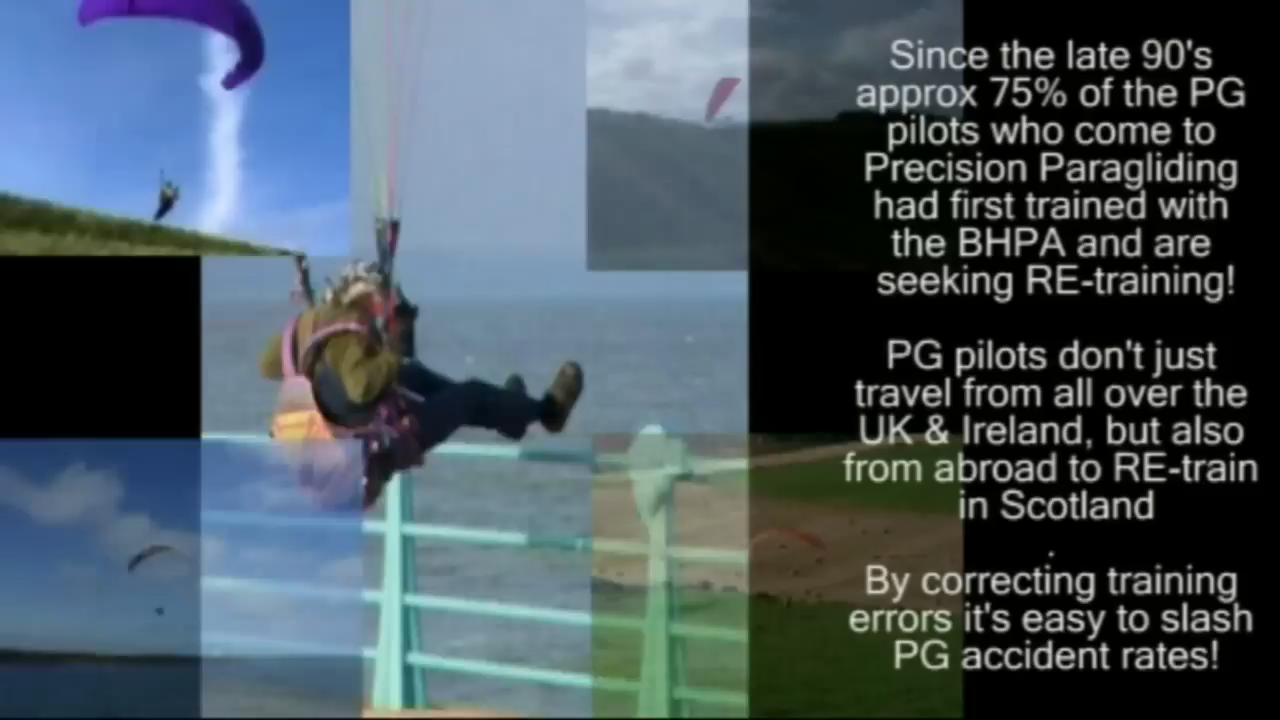 Since the late 90's
approx 75% of the PG
pilots who come to
Precision Paragliding
had first trained with
the BHPA and are
seeking RE-training!
PG pilots don't just
travel from all over the
UK & Ireland, but also
from abroad to RE-train
in Scotland
.
By correcting training
errors it's easy to slash
PG accident rates!